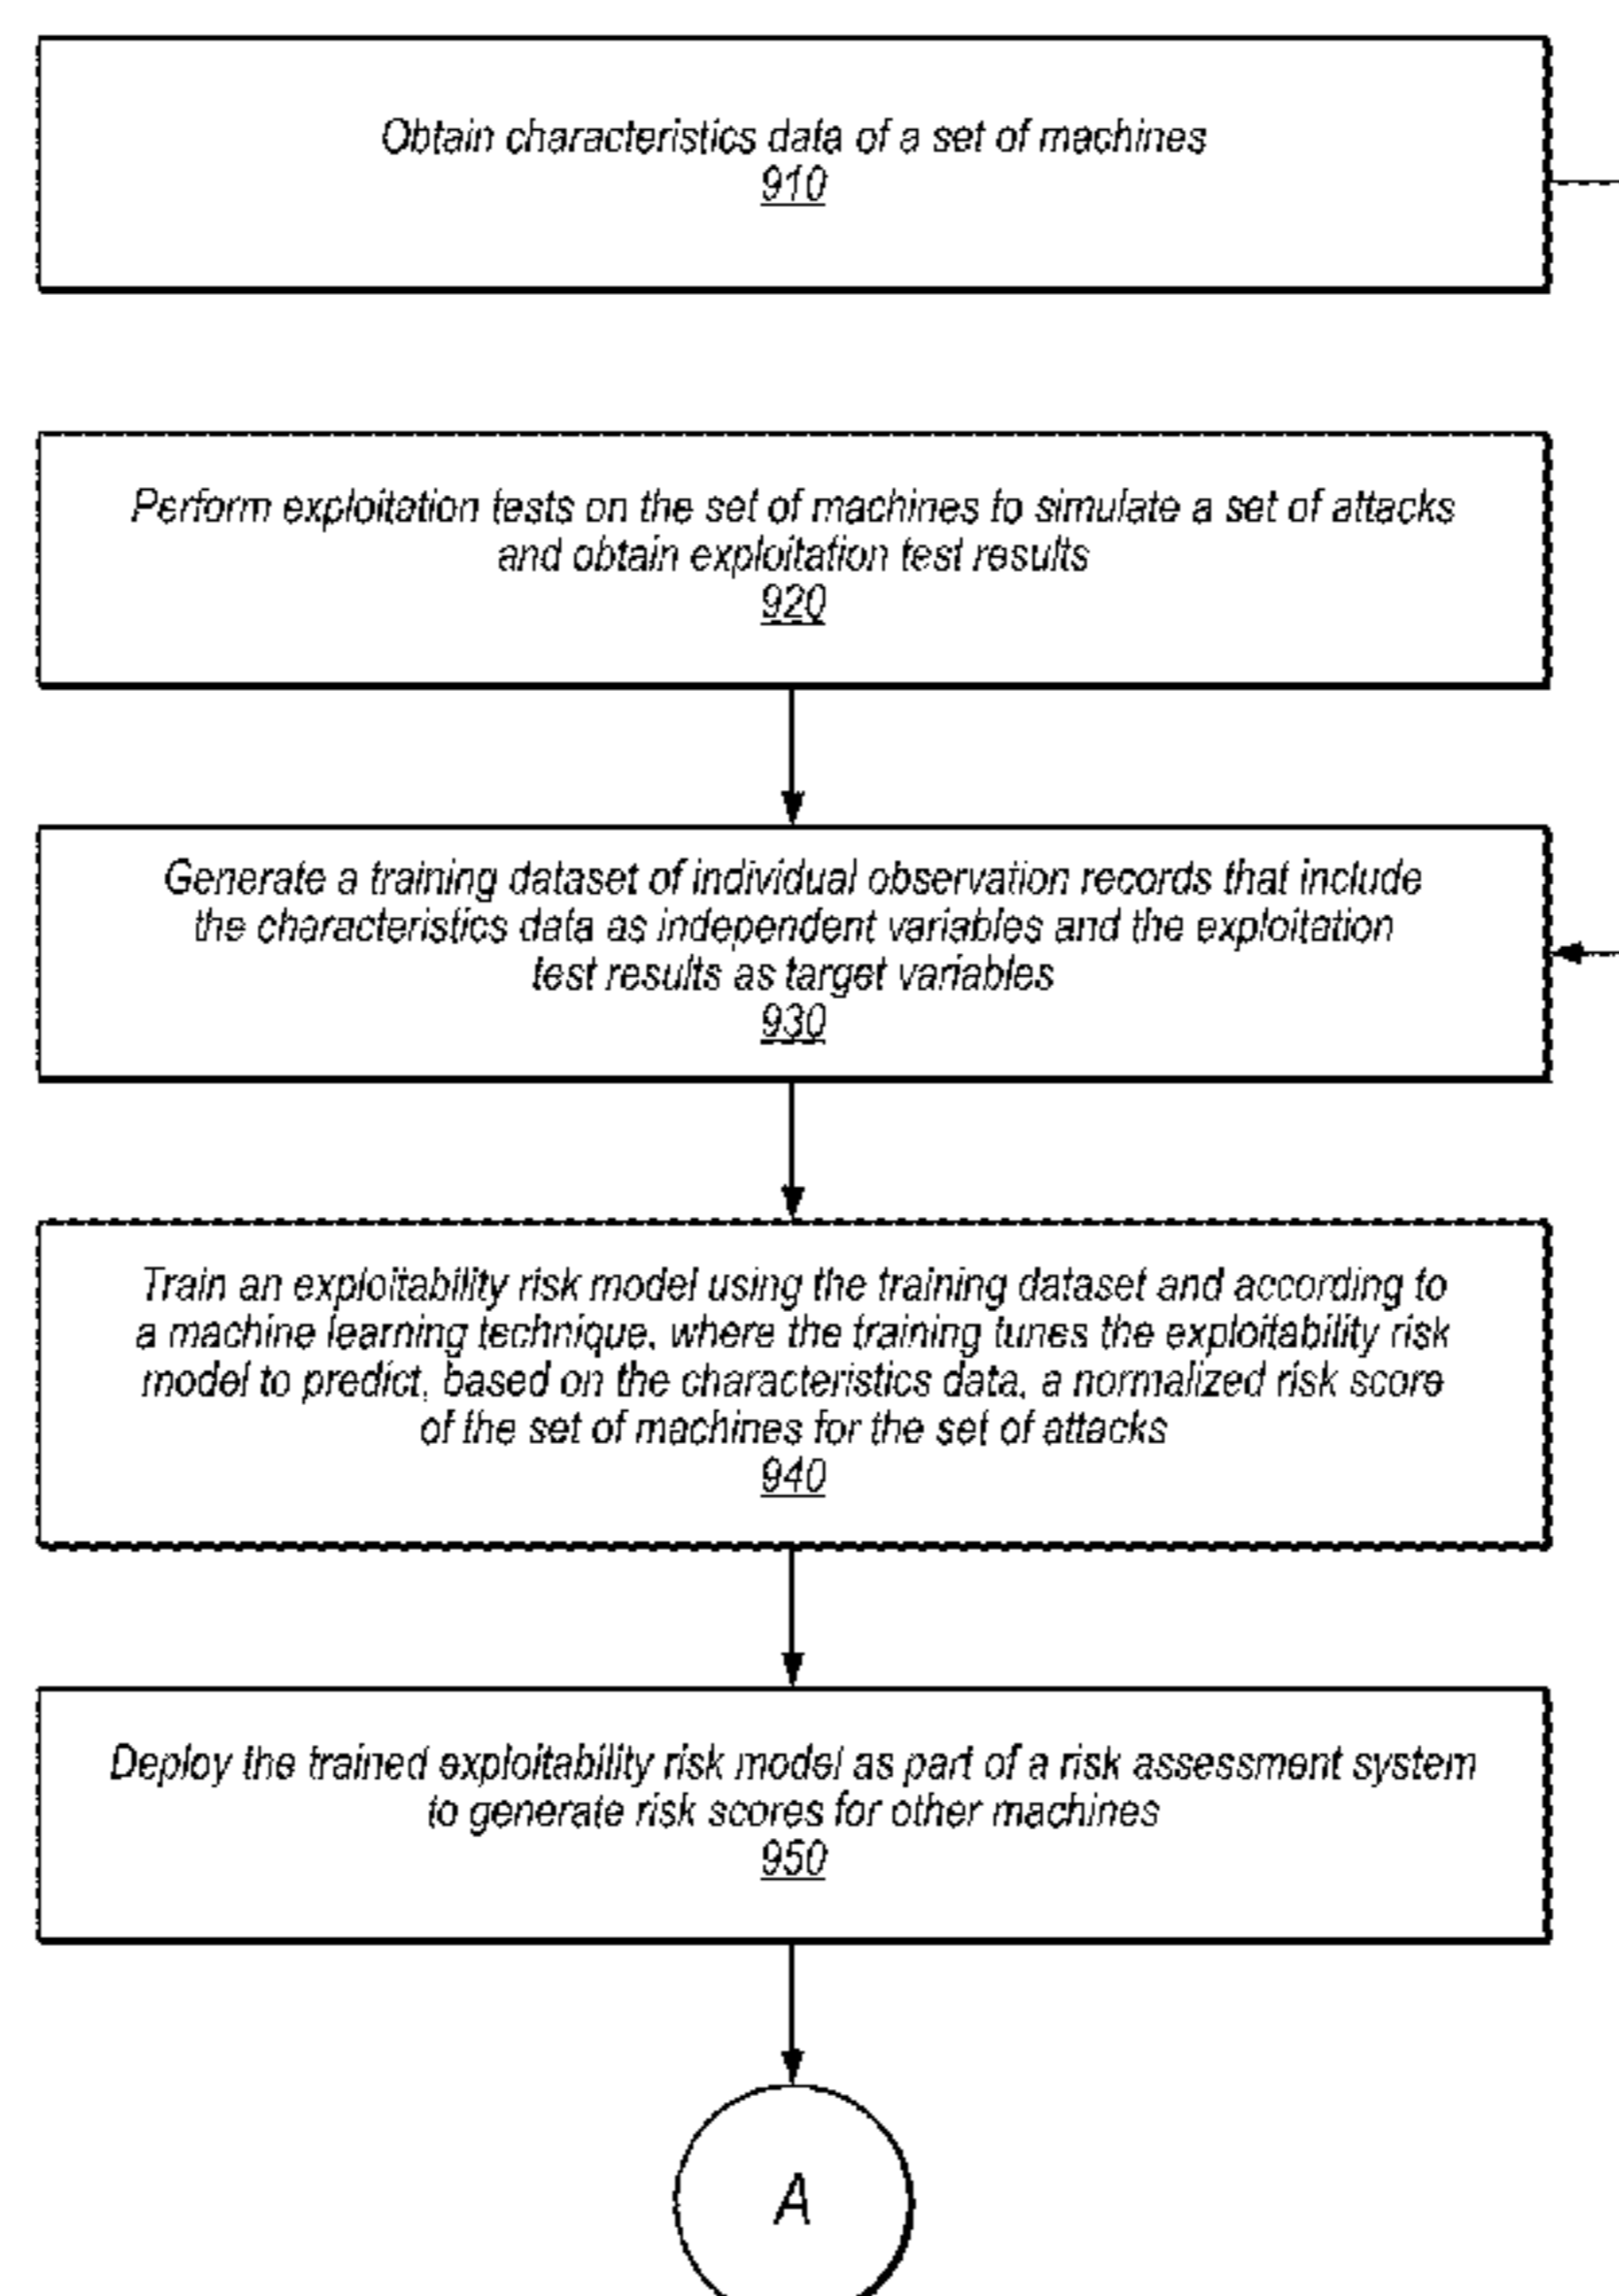 Obtain characteristics data of a set of machines
910
Perform exploitation tests on the set of machines to simulate a set of attacks
and obtain exploitation test results
920
Generate a training dataset of individual observation records that include
the characteristics data as independent variables and the exploitation
test results as target variables
930
Train an exploitability risk model using the training dataset and according to
a machine learning technique, where the training tunes the exploitability risk
model to predict, based on the characteristics data, a normalized risk score
of the set of machines for the set of attacks
940
Deploy the trained exploitability risk model as part of a risk assessment system
to generate risk scores for other machines
950
A